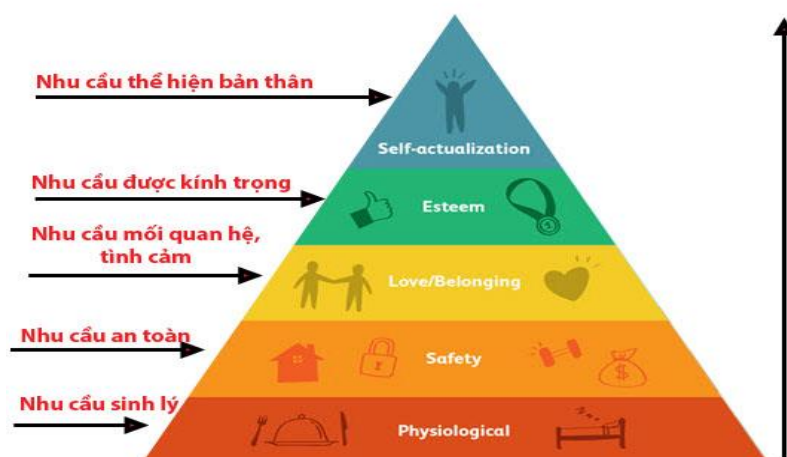 Nhu cầu thể hiện bản thân
Self-actualization
Nhu cầu được kính trọng
Esteem
Nhu cầu mối quan hệ,
tình cảm
Love/Belonging
Nhu cầu an toàn
Safety
$
Nhu cầu sinh lý
Physiological